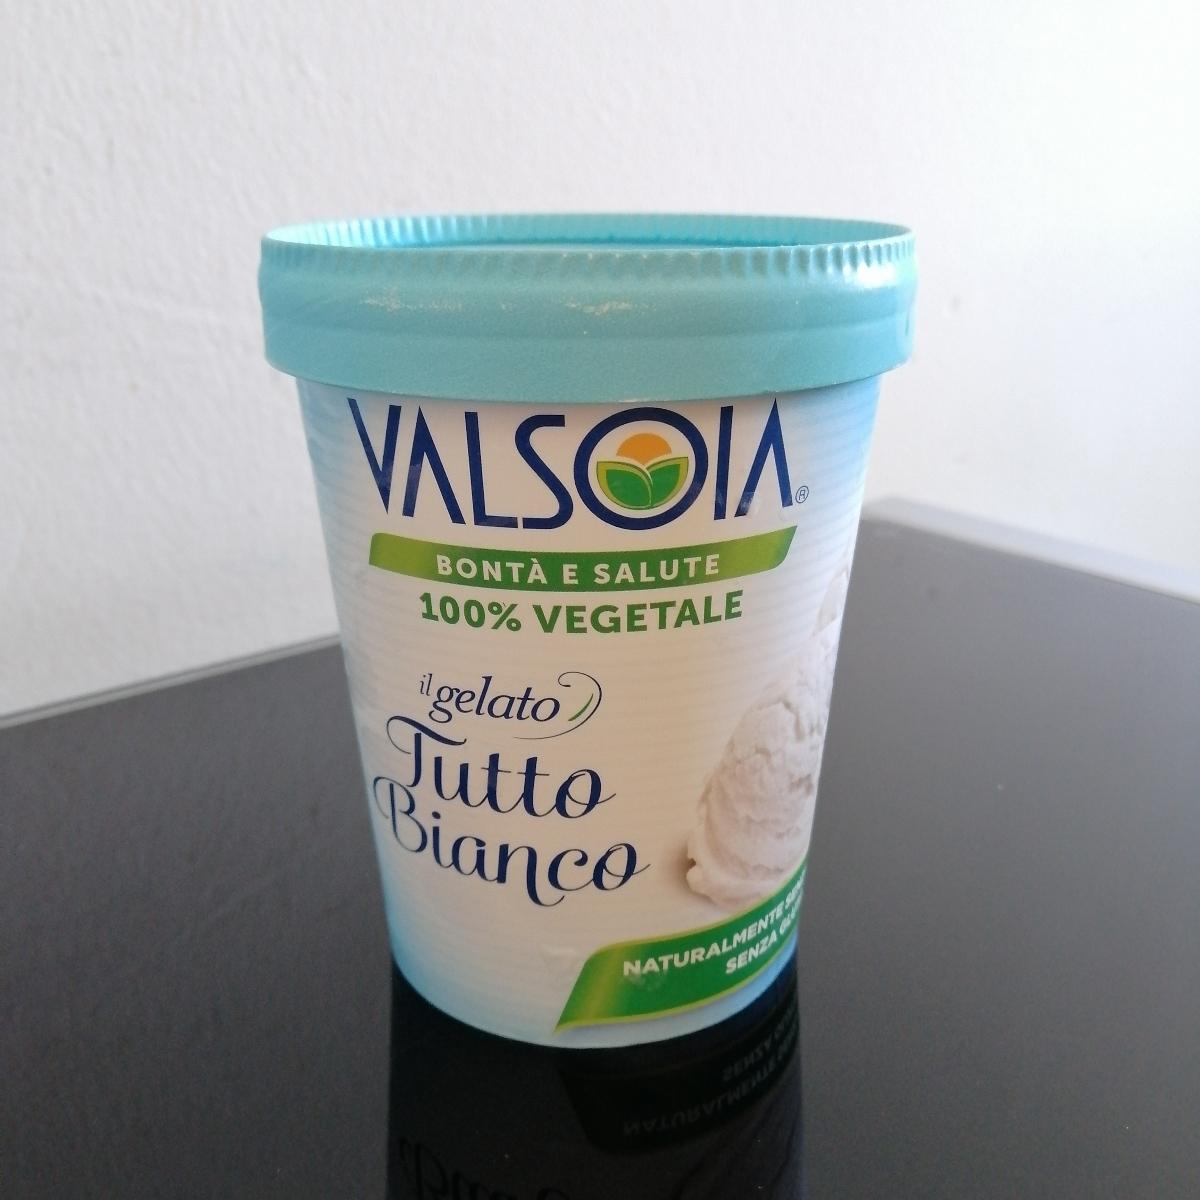 VALSOIA®
BONTÀ E SALUTE
100% VEGETALE
il gelato
Tutto
Bianco
NATURALMENTE
SENZA